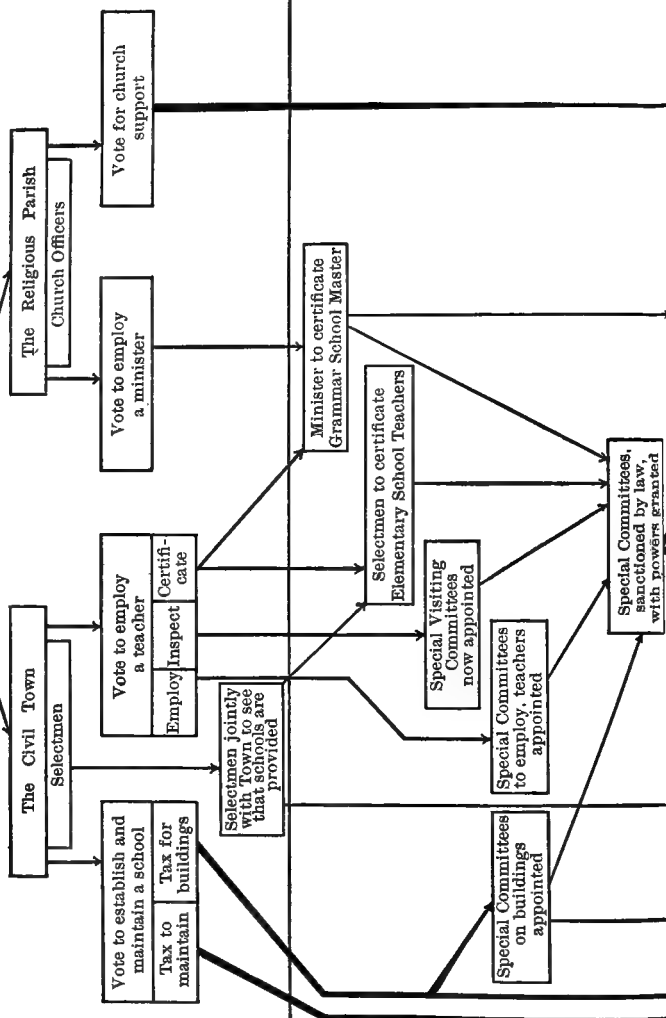 The Civil Town
Selectmen
The Religious Parish
Church Officers
Vote to establish and
maintain a school
Tax to
maintain
Tax for
buildings
Vote to employ
a teacher
Employ
Inspect
Certifi-
cate
Vote to employ
a minister
Vote for church
support
Selectmen jointly
with Town to see
that schools are
provided
Minister to certificate
Grammar School Master
Selectmen to certificate
Elementary School Teachers
Special Visiting
Committees
now appointed
Special Committees
to employ, teachers
appointed
Special Committees
on buildings
appointed
Special Committees,
sanctioned by law,
with powers granted